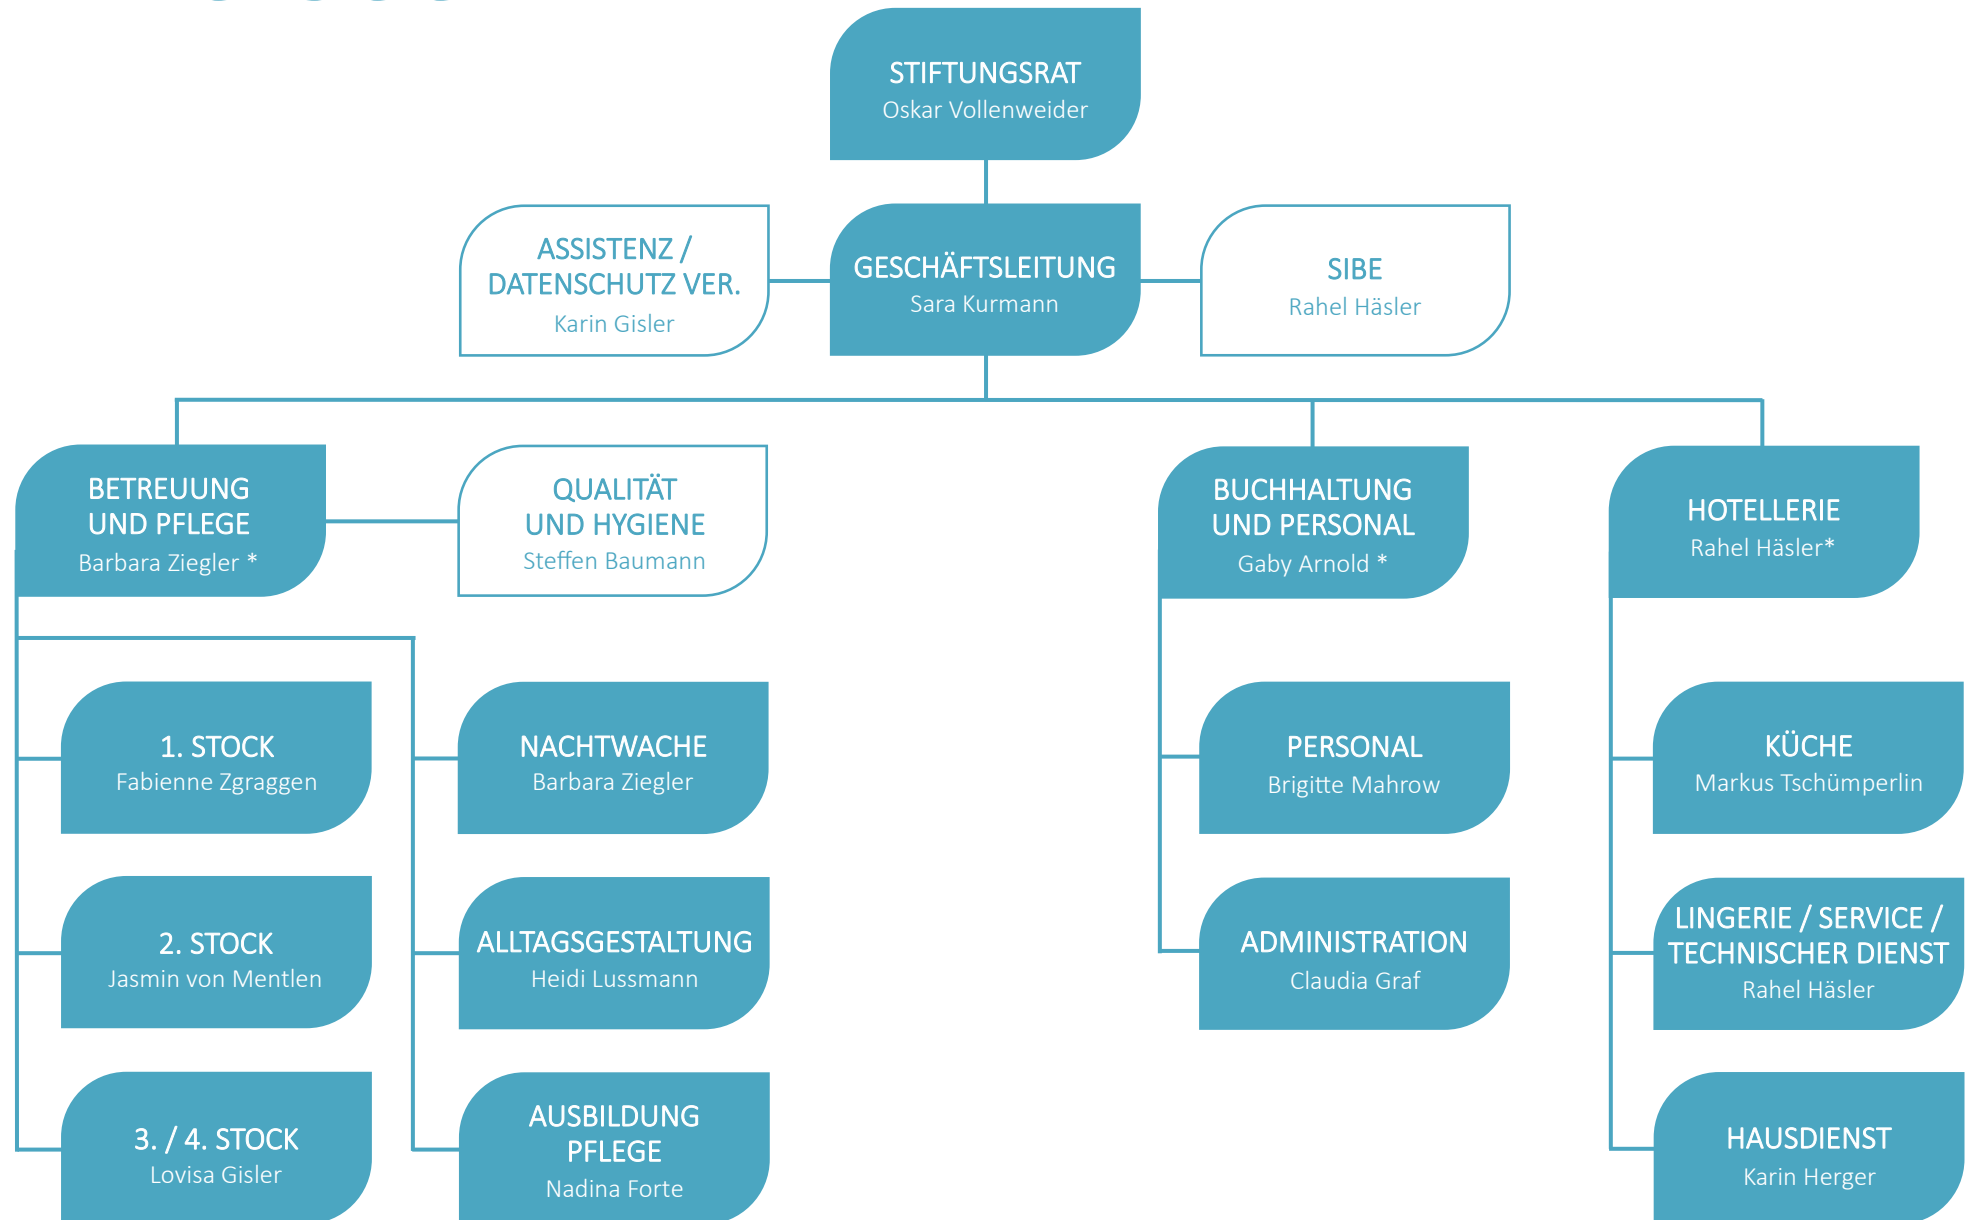 STIFTUNGSRAT
Oskar Vollenweider
ASSISTENZ /
DATENSCHUTZ VER.
Karin Gisler
GESCHÄFTSLEITUNG
Sara Kurmann
SIBE
Rahel Häsler
BETREUUNG
UND PFLEGE
Barbara Ziegler *
QUALITÄT
UND HYGIENE
Steffen Baumann
BUCHHALTUNG
UND PERSONAL
Gaby Arnold *
HOTELLERIE
Rahel Häsler*
1. STOCK
Fabienne Zgraggen
NACHTWACHE
Barbara Ziegler
PERSONAL
Brigitte Mahrow
KÜCHE
Markus Tschümperlin
2. STOCK
Jasmin von Mentlen
ALLTAGSGESTALTUNG
Heidi Lussmann
ADMINISTRATION
Claudia Graf
LINGERIE / SERVICE /
TECHNISCHER DIENST
Rahel Häsler
3. / 4. STOCK
Lovisa Gisler
AUSBILDUNG
PFLEGE
Nadina Forte
HAUSDIENST
Karin Herger